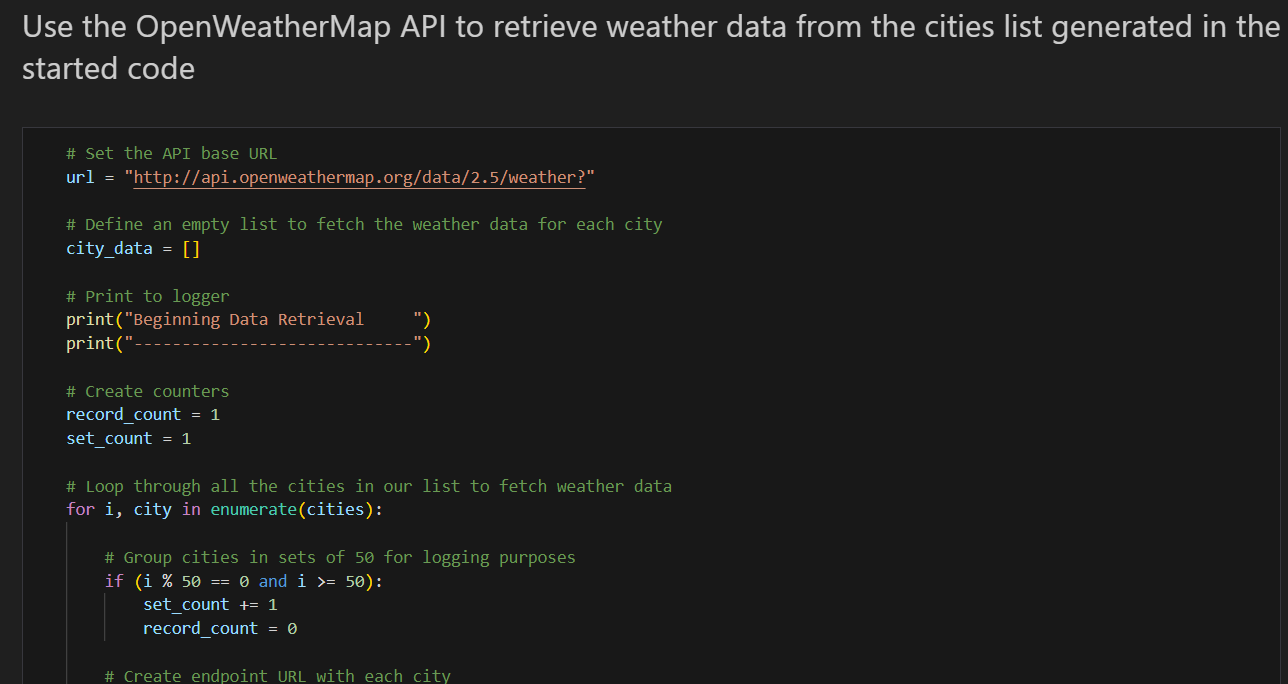 Use the OpenWeatherMap API to retrieve weather data from the cities list generated in the
started code
# Set the API base URL
url = "http://api.openweathermap.org/data/2.5/weather?"
# Define an empty list to fetch the weather data for each city
city_data = []
# Print to logger
print("Beginning Data Retrieval     ")
print("-----------------------------")
# Create counters
record_count = 1
set_count = 1
# Loop through all the cities in our list to fetch weather data
for i, city in enumerate(cities):
    # Group cities in sets of 50 for logging purposes
    if (i % 50 == 0 and i >= 50):
        set_count += 1
        record_count = 0
    # Create endpoint URL with each city